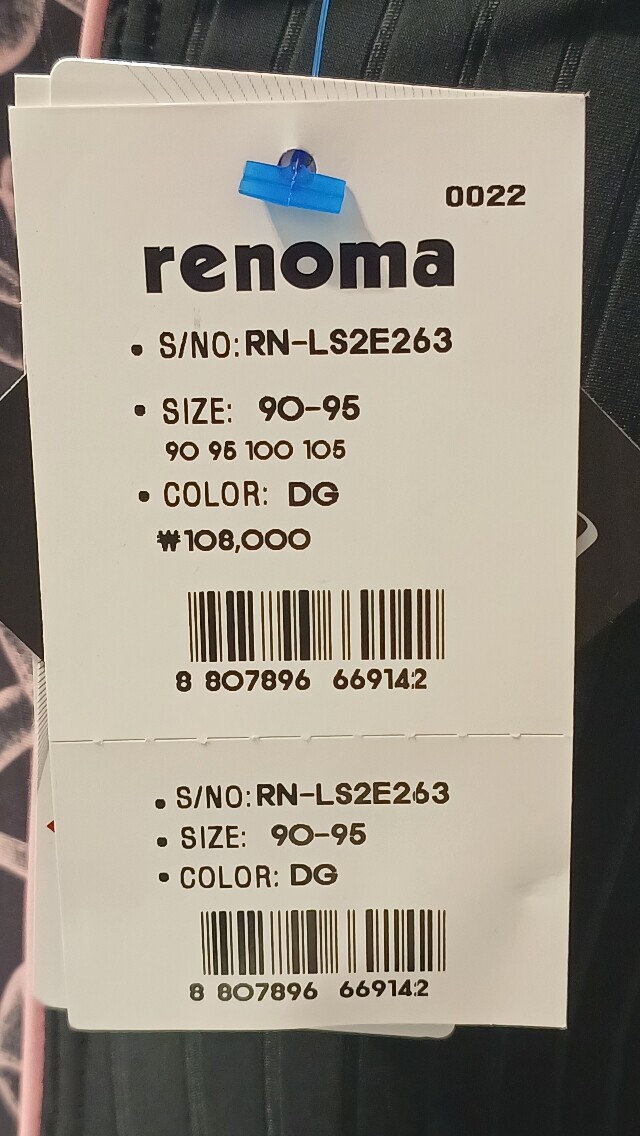 0022
renoma
• S/NO: RN-LS2E263
• SIZE: 90-95
90 95 100 105
• COLOR: DG
₩108,000
8 807896 669142
• S/NO: RN-LS2E263
• SIZE: 90-95
• COLOR: DG
8 807896 669142